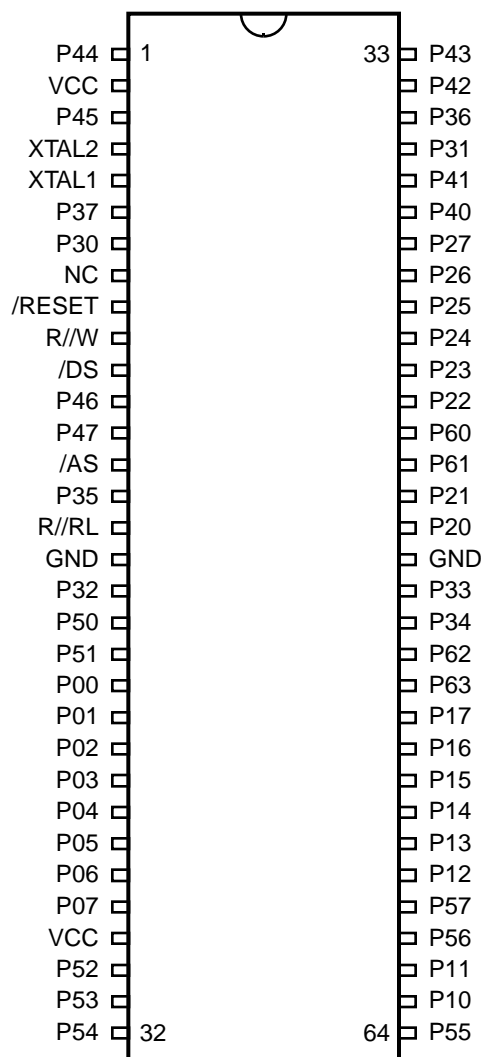 P44 1 33 P43
VCC P42
P45 P36
XTAL2 P31
XTAL1 P41
P37 P40
P30 P27
NC P26
/RESET P25
R//W P24
/DS P23
P46 P22
P47 P60
/AS P61
P35 P21
R//RL P20
GND GND
P32 P33
P50 P34
P51 P62
P00 P63
P01 P17
P02 P16
P03 P15
P04 P14
P05 P13
P06 P12
P07 P57
VCC P56
P52 P11
P53 P10
P54 32 64 P55